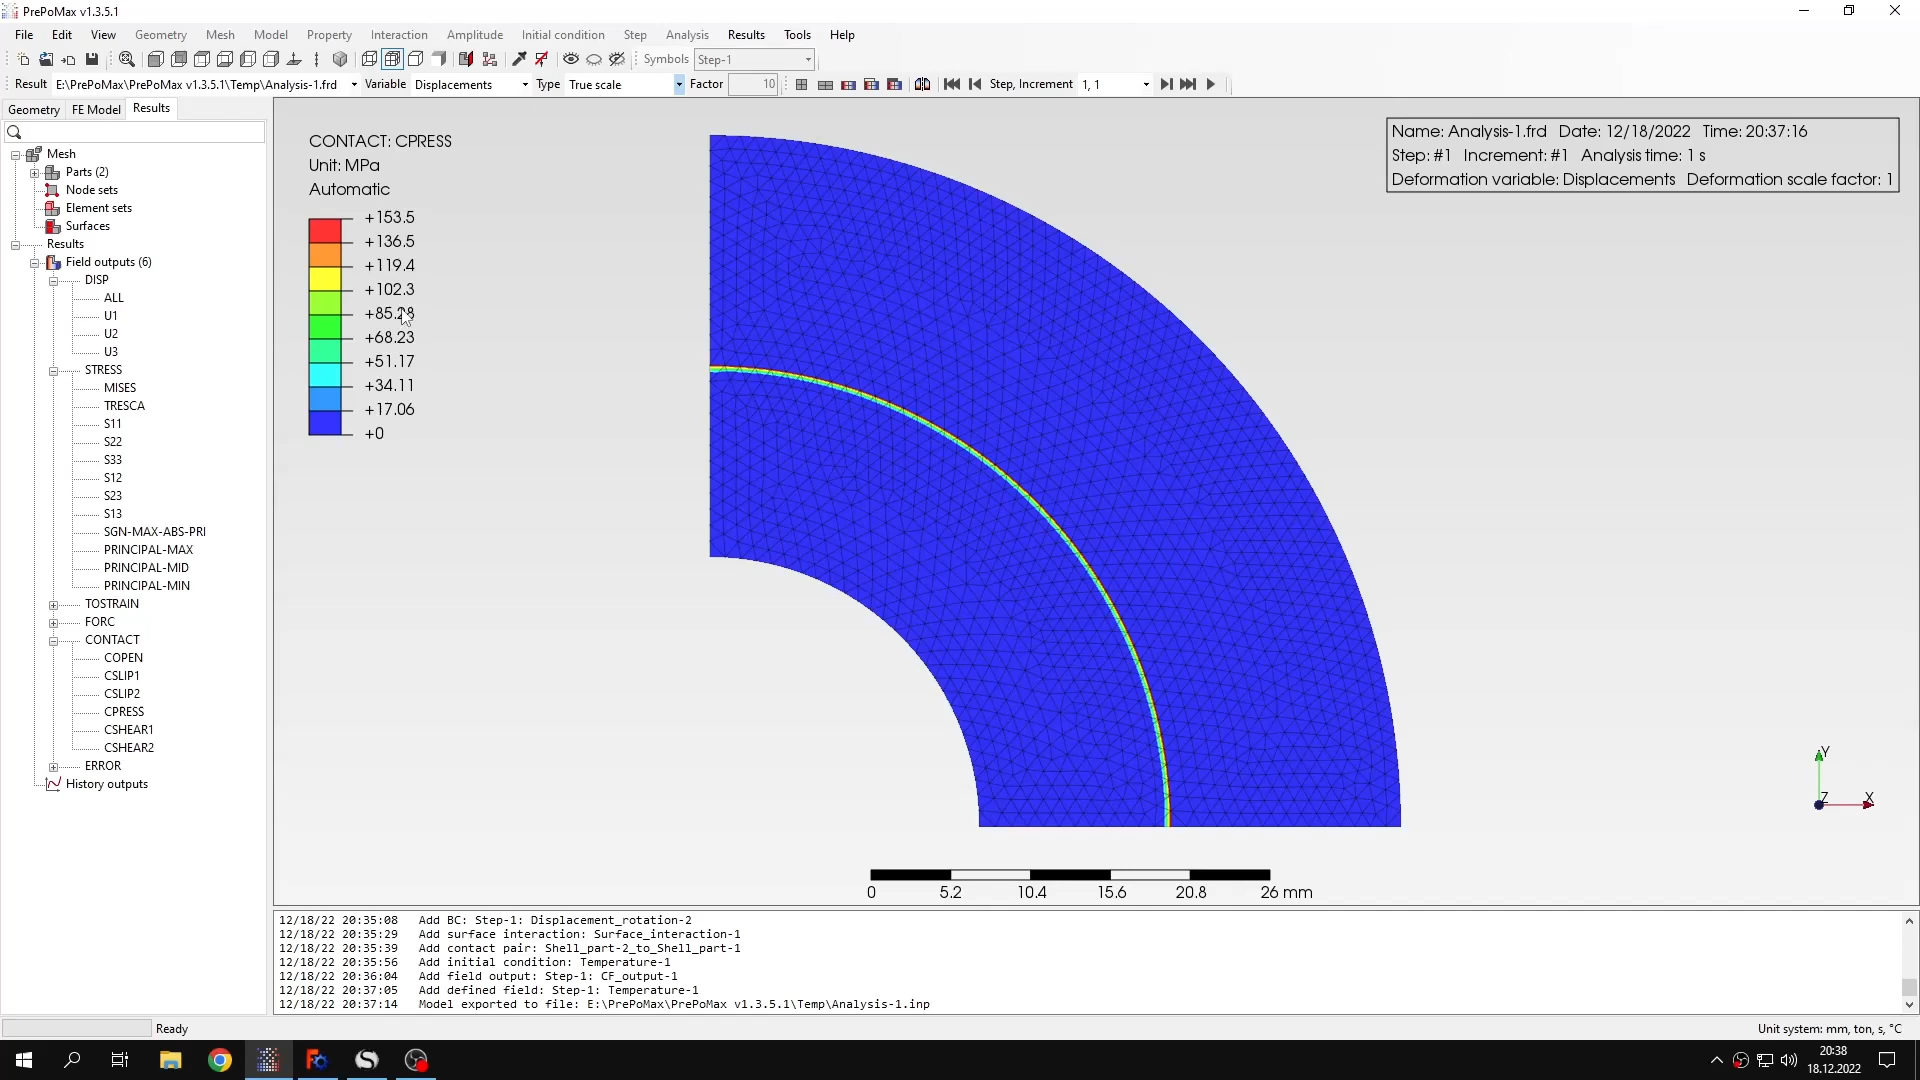 PrePoMax v1.3.5.1
File Edit View Geometry Mesh Model Property Interaction Amplitude Initial condition Step Analysis Results Tools Help
Symbols Step-1
Result E:\PrePoMax\PrePoMax v1.3.5.1\Temp\Analysis-1.frd Variable Displacements Type True scale Factor 10 Step, Increment 1, 1
Geometry FE Model Results
Mesh
Parts (2)
Node sets
Element sets
Surfaces
Results
Field outputs (6)
DISP
ALL
U1
U2
U3
STRESS
MISES
TRESCA
S11
S22
S33
S12
S23
S13
SGN-MAX-ABS-PRI
PRINCIPAL-MAX
PRINCIPAL-MID
PRINCIPAL-MIN
TOSTRAIN
FORC
CONTACT
COPEN
CSLIP1
CSLIP2
CPRESS
CSHEAR1
CSHEAR2
ERROR
History outputs
CONTACT: CPRESS
Unit: MPa
Automatic
+153.5
+136.5
+119.4
+102.3
+85.28
+68.23
+51.17
+34.11
+17.06
+0
Name: Analysis-1.frd Date: 12/18/2022 Time: 20:37:16
Step: #1 Increment: #1 Analysis time: 1 s
Deformation variable: Displacements Deformation scale factor: 1
Y
Z X
0 5.2 10.4 15.6 20.8 26 mm
12/18/22 20:35:08 Add BC: Step-1: Displacement_rotation-2
12/18/22 20:35:29 Add surface interaction: Surface_interaction-1
12/18/22 20:35:39 Add contact pair: Shell_part-2_to_Shell_part-1
12/18/22 20:35:56 Add initial condition: Temperature-1
12/18/22 20:36:04 Add field output: Step-1: CF_output-1
12/18/22 20:37:05 Add defined field: Step-1: Temperature-1
12/18/22 20:37:14 Model exported to file: E:\PrePoMax\PrePoMax v1.3.5.1\Temp\Analysis-1.inp
Ready
Unit system: mm, ton, s, °C
20:38
18.12.2022